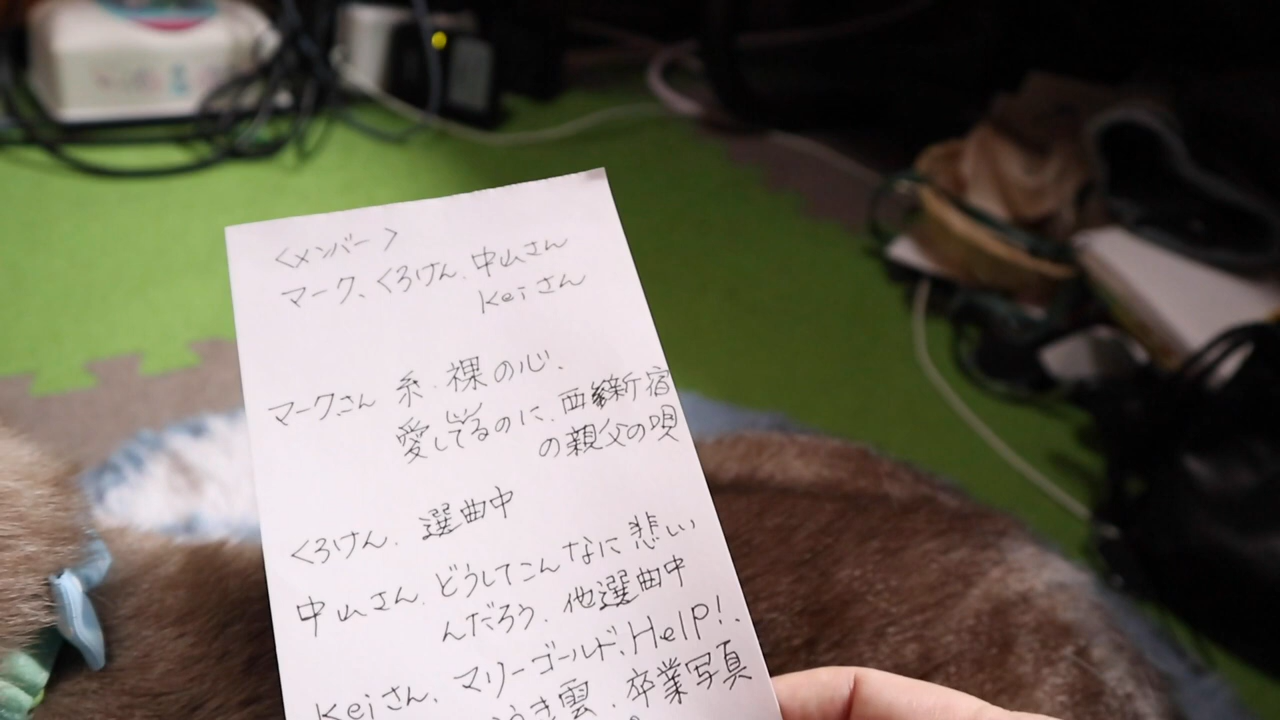 <メンバー>
マーク、くろけん、中山さん
Keiさん
マークさん 糸、裸の心、
愛してるのに、西新宿
の親父の唄
くろけん、選曲中
中山さん、どうしてこんなに悲しい
んだろう、他選曲中
Keiさん、マリーゴールド、Help!、
き雲、卒業写真